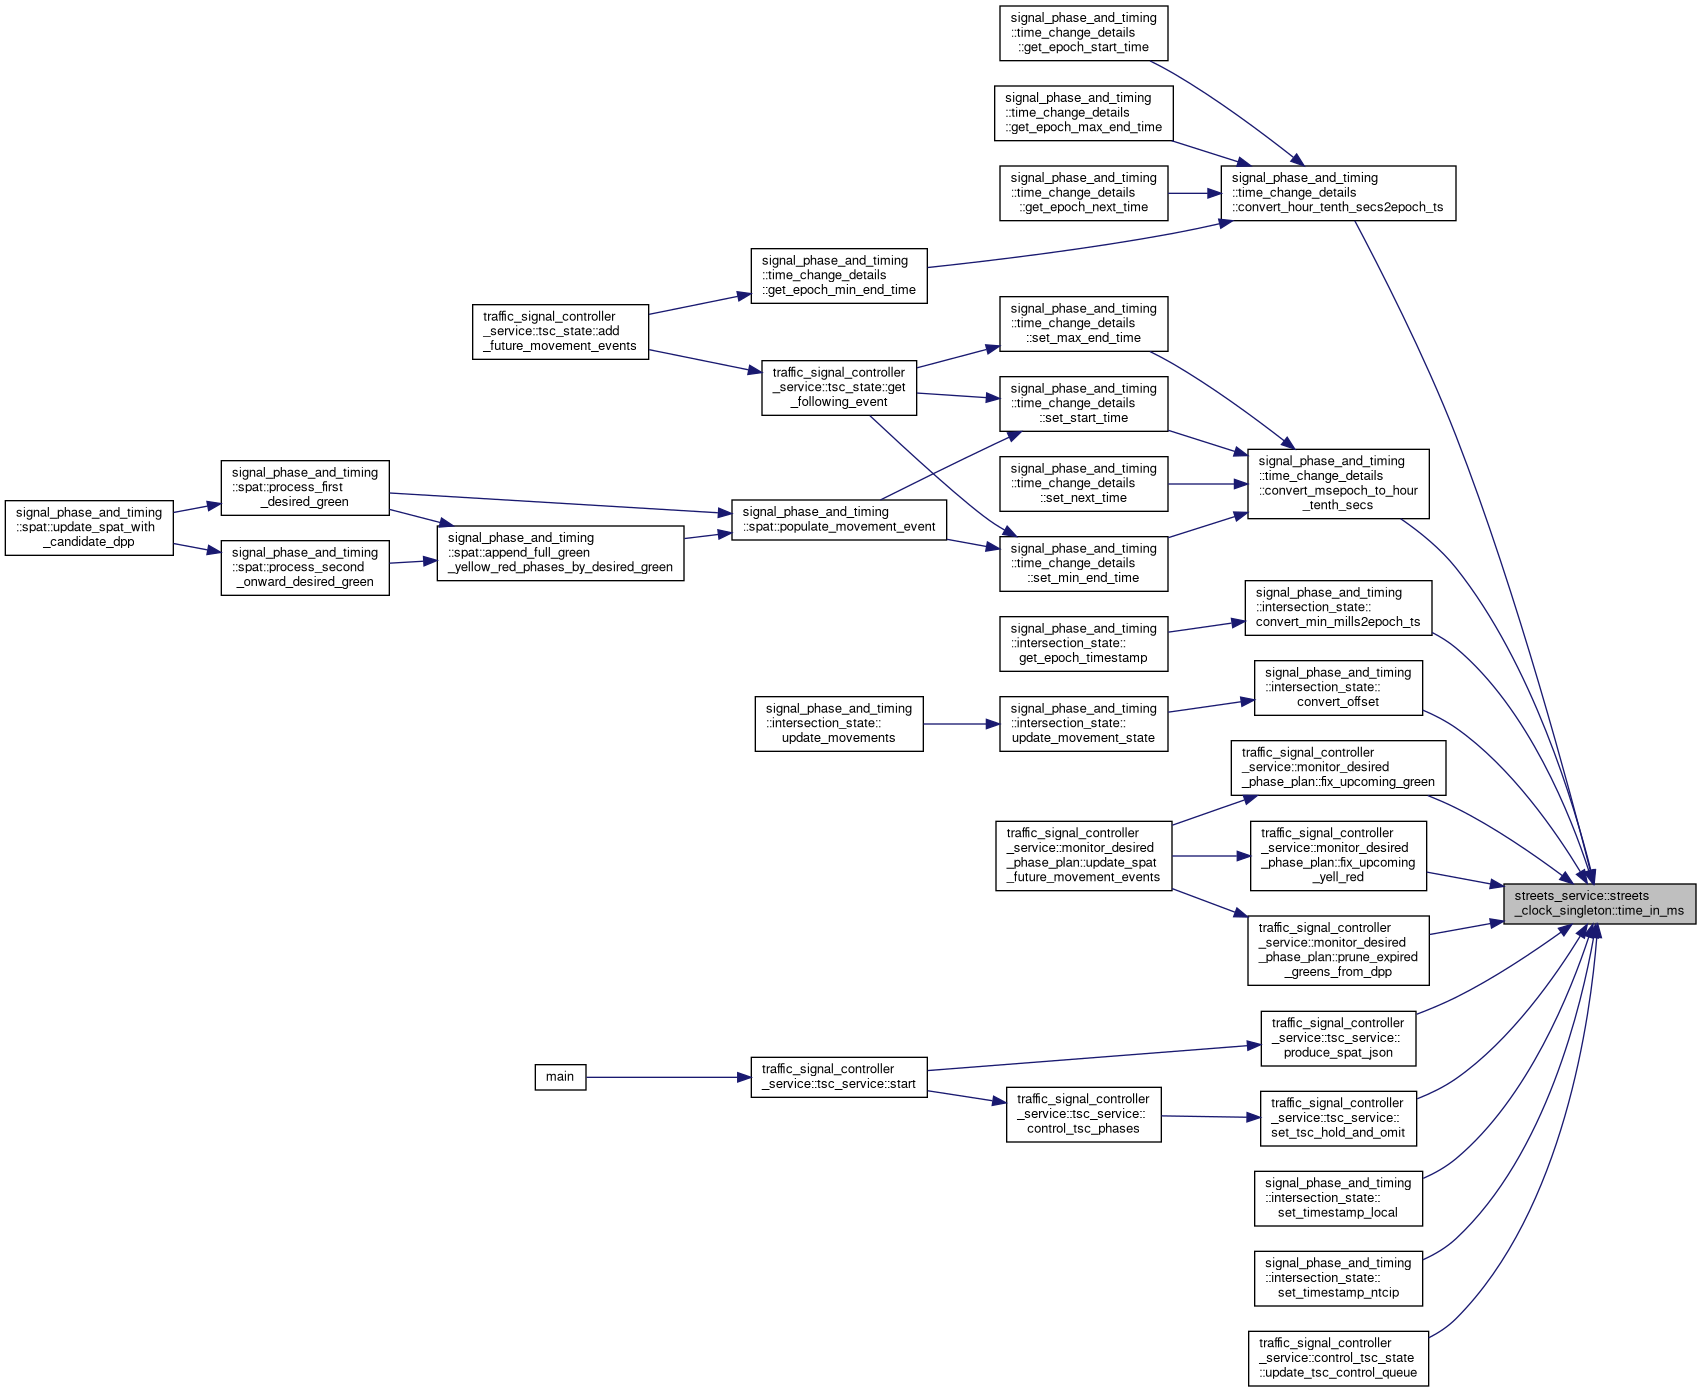 signal_phase_and_timing
::time_change_details
::get_epoch_start_time
signal_phase_and_timing
::time_change_details
::get_epoch_max_end_time
signal_phase_and_timing
::time_change_details
::get_epoch_next_time
signal_phase_and_timing
::time_change_details
::convert_hour_tenth_secs2epoch_ts
signal_phase_and_timing
::time_change_details
::get_epoch_min_end_time
traffic_signal_controller
_service::tsc_state::add
_future_movement_events
signal_phase_and_timing
::time_change_details
::set_max_end_time
traffic_signal_controller
_service::tsc_state::get
_following_event
signal_phase_and_timing
::time_change_details
::set_start_time
signal_phase_and_timing
::time_change_details
::set_next_time
signal_phase_and_timing
::time_change_details
::convert_msepoch_to_hour
_tenth_secs
signal_phase_and_timing
::spat::process_first
_desired_green
signal_phase_and_timing
::spat::update_spat_with
_candidate_dpp
signal_phase_and_timing
::spat::populate_movement_event
signal_phase_and_timing
::spat::append_full_green
_yellow_red_phases_by_desired_green
signal_phase_and_timing
::spat::process_second
_onward_desired_green
signal_phase_and_timing
::time_change_details
::set_min_end_time
signal_phase_and_timing
::intersection_state::
convert_min_mills2epoch_ts
signal_phase_and_timing
::intersection_state::
get_epoch_timestamp
signal_phase_and_timing
::intersection_state::
convert_offset
signal_phase_and_timing
::intersection_state::
update_movements
signal_phase_and_timing
::intersection_state::
update_movement_state
traffic_signal_controller
_service::monitor_desired
_phase_plan::fix_upcoming_green
traffic_signal_controller
_service::monitor_desired
_phase_plan::update_spat
_future_movement_events
traffic_signal_controller
_service::monitor_desired
_phase_plan::fix_upcoming
_yell_red
streets_service::streets
_clock_singleton::time_in_ms
traffic_signal_controller
_service::monitor_desired
_phase_plan::prune_expired
_greens_from_dpp
traffic_signal_controller
_service::tsc_service::
produce_spat_json
main
traffic_signal_controller
_service::tsc_service::start
traffic_signal_controller
_service::tsc_service::
control_tsc_phases
traffic_signal_controller
_service::tsc_service::
set_tsc_hold_and_omit
signal_phase_and_timing
::intersection_state::
set_timestamp_local
signal_phase_and_timing
::intersection_state::
set_timestamp_ntcip
traffic_signal_controller
_service::control_tsc_state
::update_tsc_control_queue